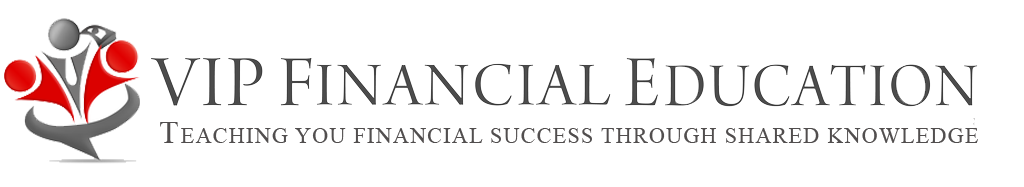 VIP Financial Education
Teaching you financial success through shared knowledge